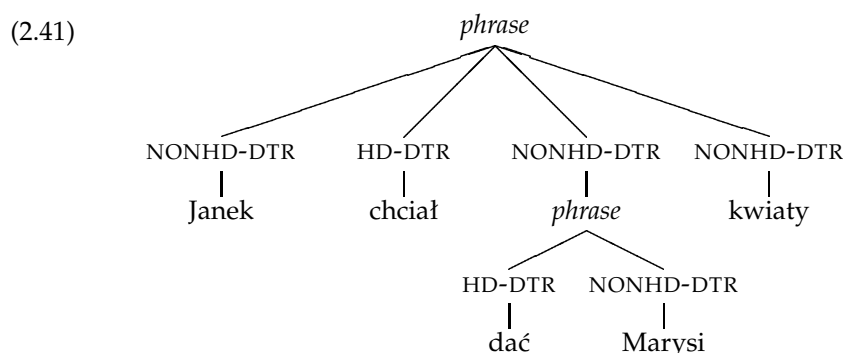 (2.41) phrase
NONHD-DTR HD-DTR NONHD-DTR NONHD-DTR
Janek chciał phrase kwiaty
HD-DTR NONHD-DTR
dać Marysi